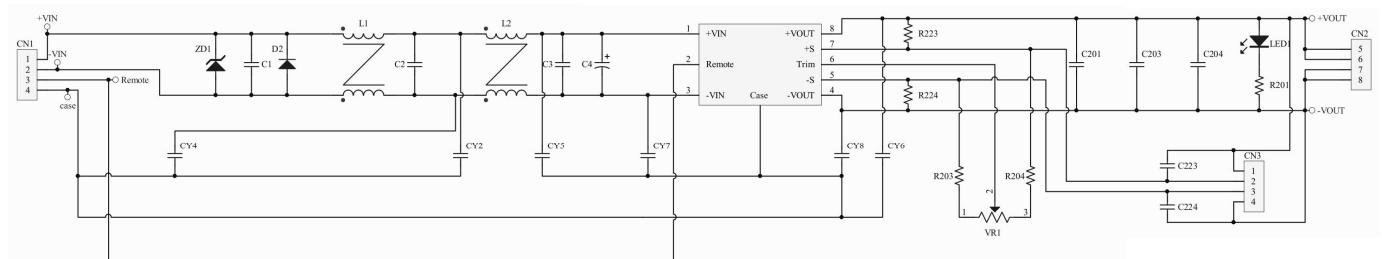 +VIN
CN1
1
2
3
4
-VIN
Remote
case
ZD1
C1
D2
L1
C2
L2
C3
C4
+
CY4
CY2
CY5
CY7
1
2
3
+VIN
Remote
-VIN
Case
+VOUT
+S
Trim
-S
-VOUT
8
7
6
5
4
CY8
CY6
R223
R224
R203
R204
2
1
3
VR1
C201
C203
C204
LED1
R201
+VOUT
-VOUT
CN2
5
6
7
8
C223
C224
CN3
1
2
3
4